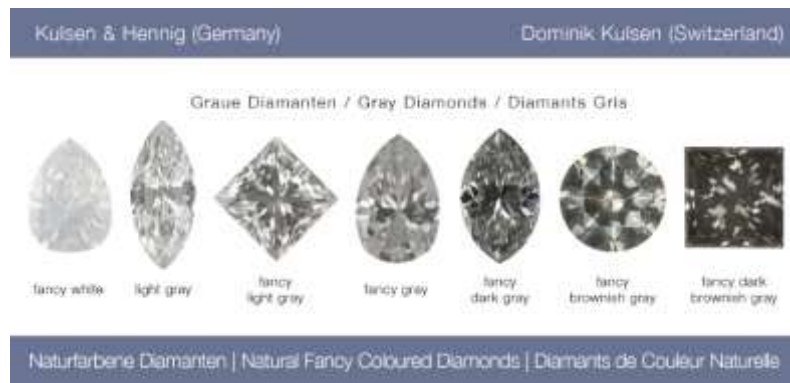 Kulsen & Hennig (Germany) Dominik Kulsen (Switzerland)
Graue Diamanten / Gray Diamonds / Diamants Gris
fancy white
light gray
fancy
light gray
fancy gray
fancy
dark gray
fancy
brownish gray
fancy dark
brownish gray
Naturfarbene Diamanten | Natural Fancy Coloured Diamonds | Diamants de Couleur Naturelle